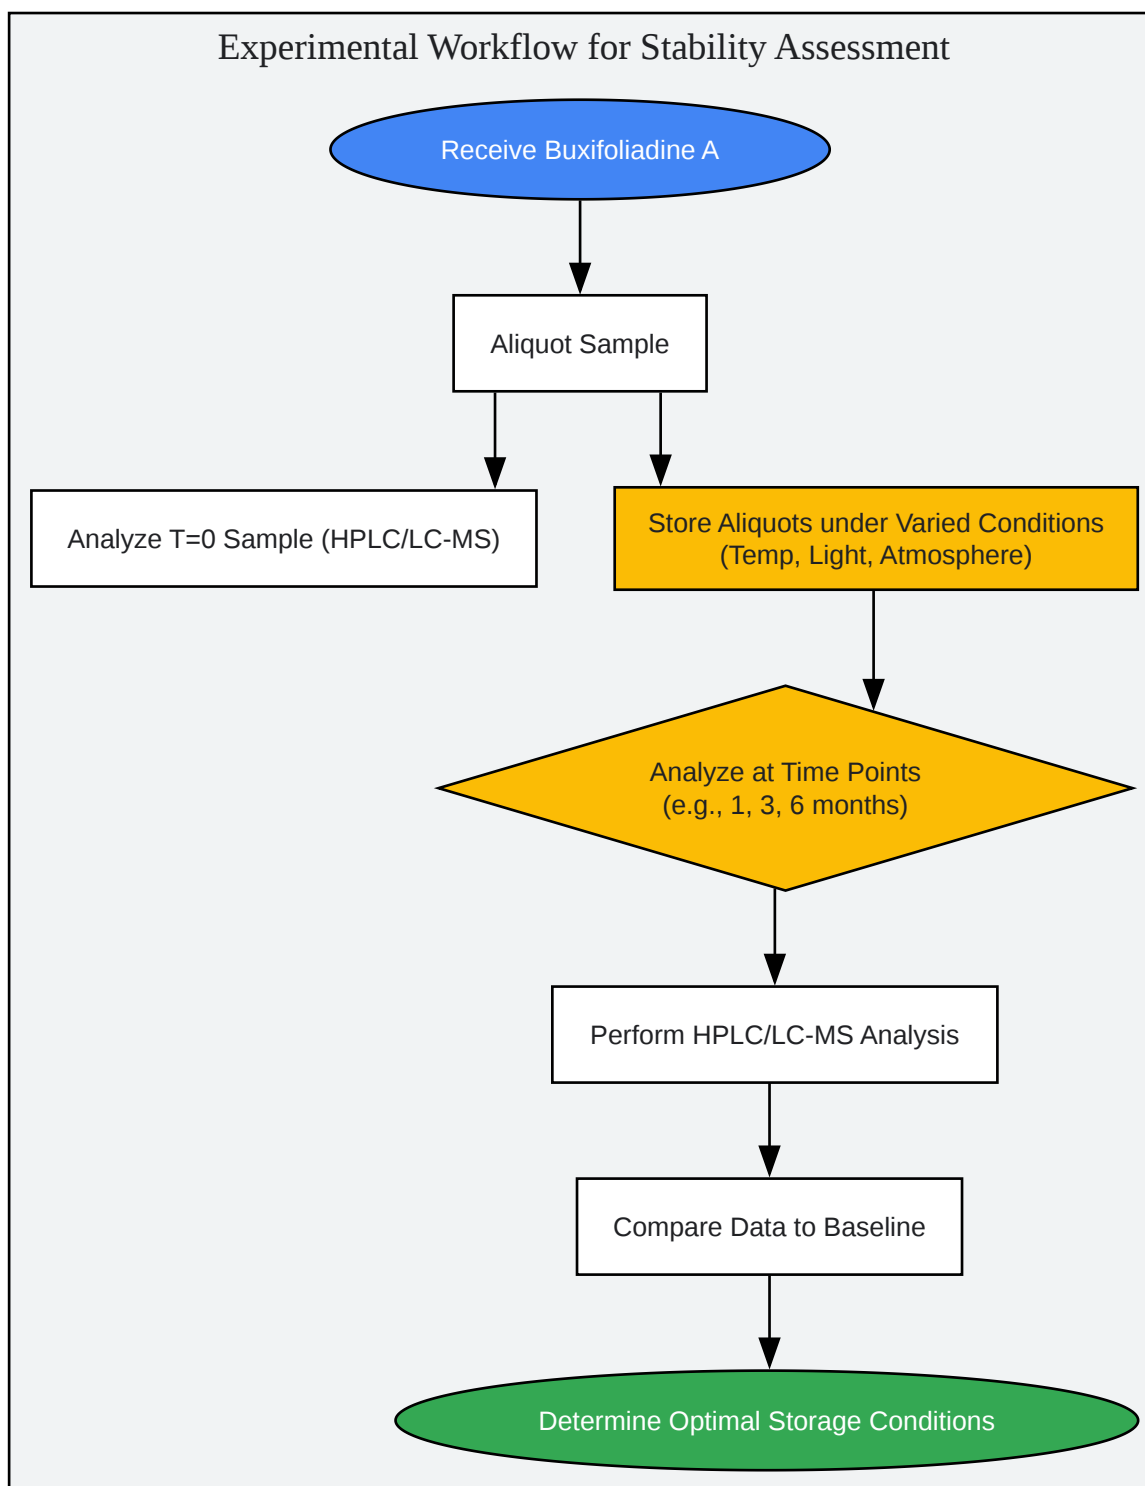 Experimental Workflow for Stability Assessment
Receive Buxifoliadine A
Aliquot Sample
Analyze T=0 Sample (HPLC/LC-MS)
Store Aliquots under Varied Conditions
(Temp, Light, Atmosphere)
Analyze at Time Points
(e.g., 1, 3, 6 months)
Perform HPLC/LC-MS Analysis
Compare Data to Baseline
Determine Optimal Storage Conditions